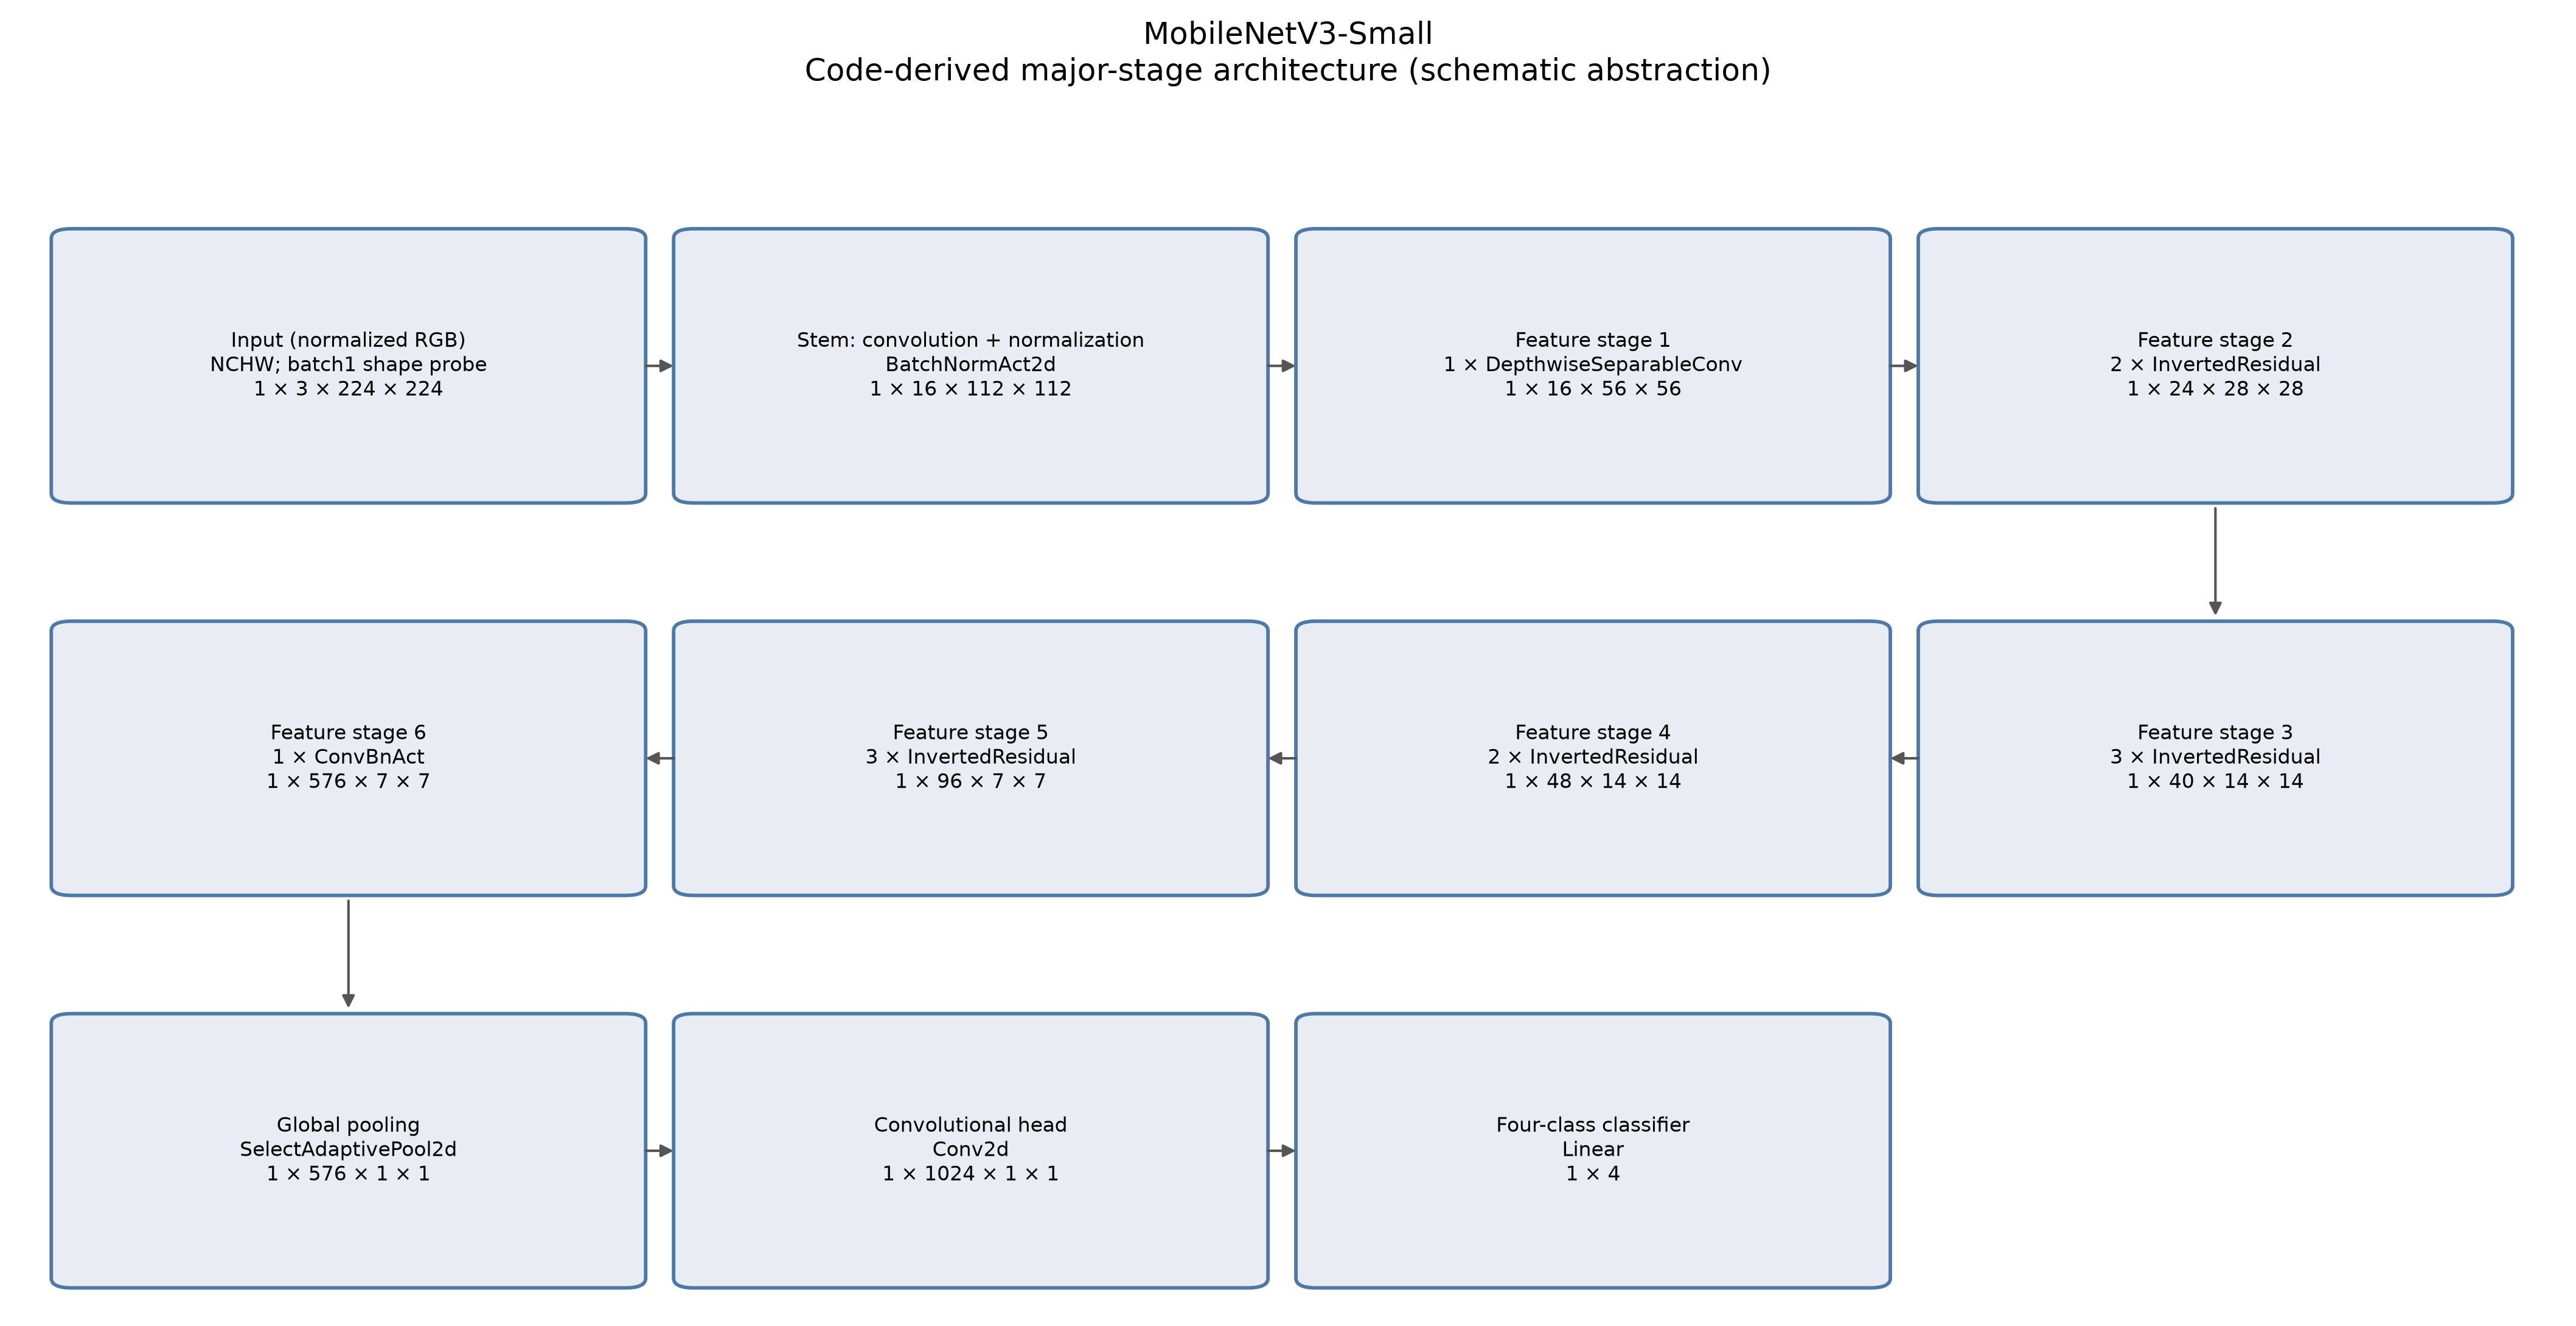 MobileNetV3-Small
Code-derived major-stage architecture (schematic abstraction)
Input (normalized RGB)
NCHW; batch1 shape probe
1 × 3 × 224 × 224
Stem: convolution + normalization
BatchNormAct2d
1 × 16 × 112 × 112
Feature stage 1
1 × DepthwiseSeparableConv
1 × 16 × 56 × 56
Feature stage 2
2 × InvertedResidual
1 × 24 × 28 × 28
Feature stage 3
3 × InvertedResidual
1 × 40 × 14 × 14
Feature stage 4
2 × InvertedResidual
1 × 48 × 14 × 14
Feature stage 5
3 × InvertedResidual
1 × 96 × 7 × 7
Feature stage 6
1 × ConvBnAct
1 × 576 × 7 × 7
Global pooling
SelectAdaptivePool2d
1 × 576 × 1 × 1
Convolutional head
Conv2d
1 × 1024 × 1 × 1
Four-class classifier
Linear
1 × 4